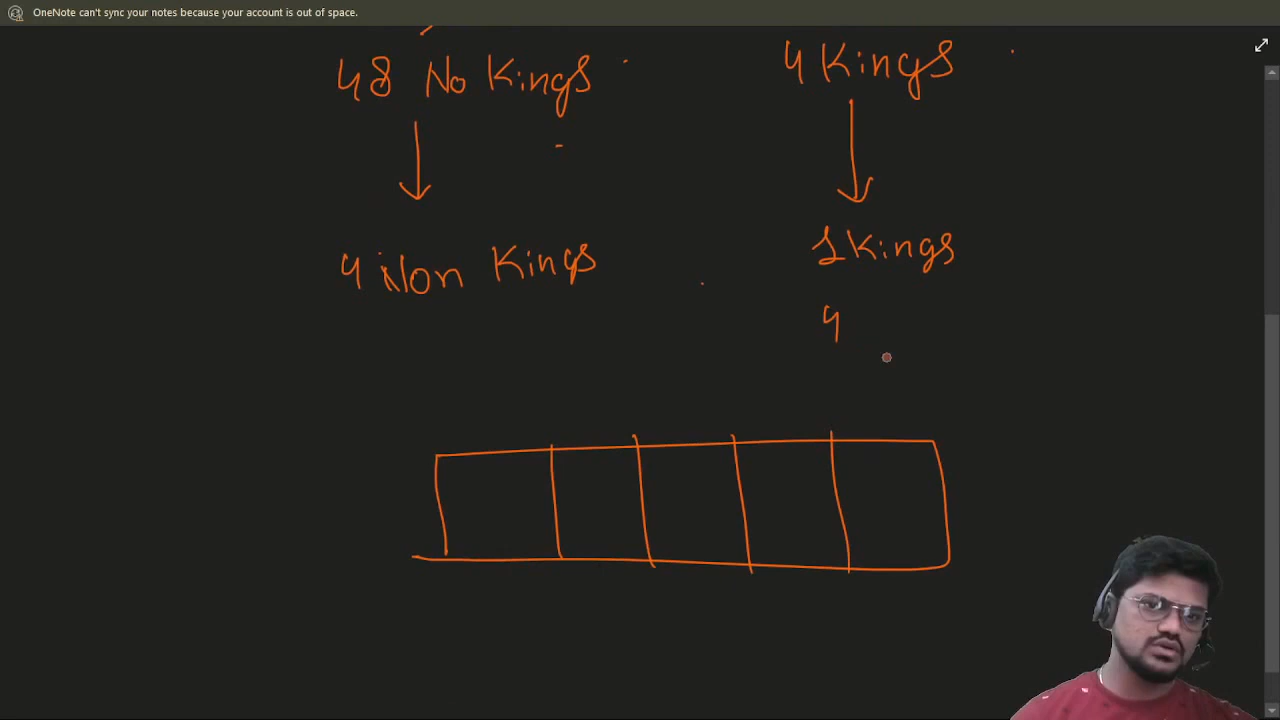 OneNote can't sync your notes because your account is out of space.
48 No Kings
4 Kings
4 Non Kings
1 Kings
4